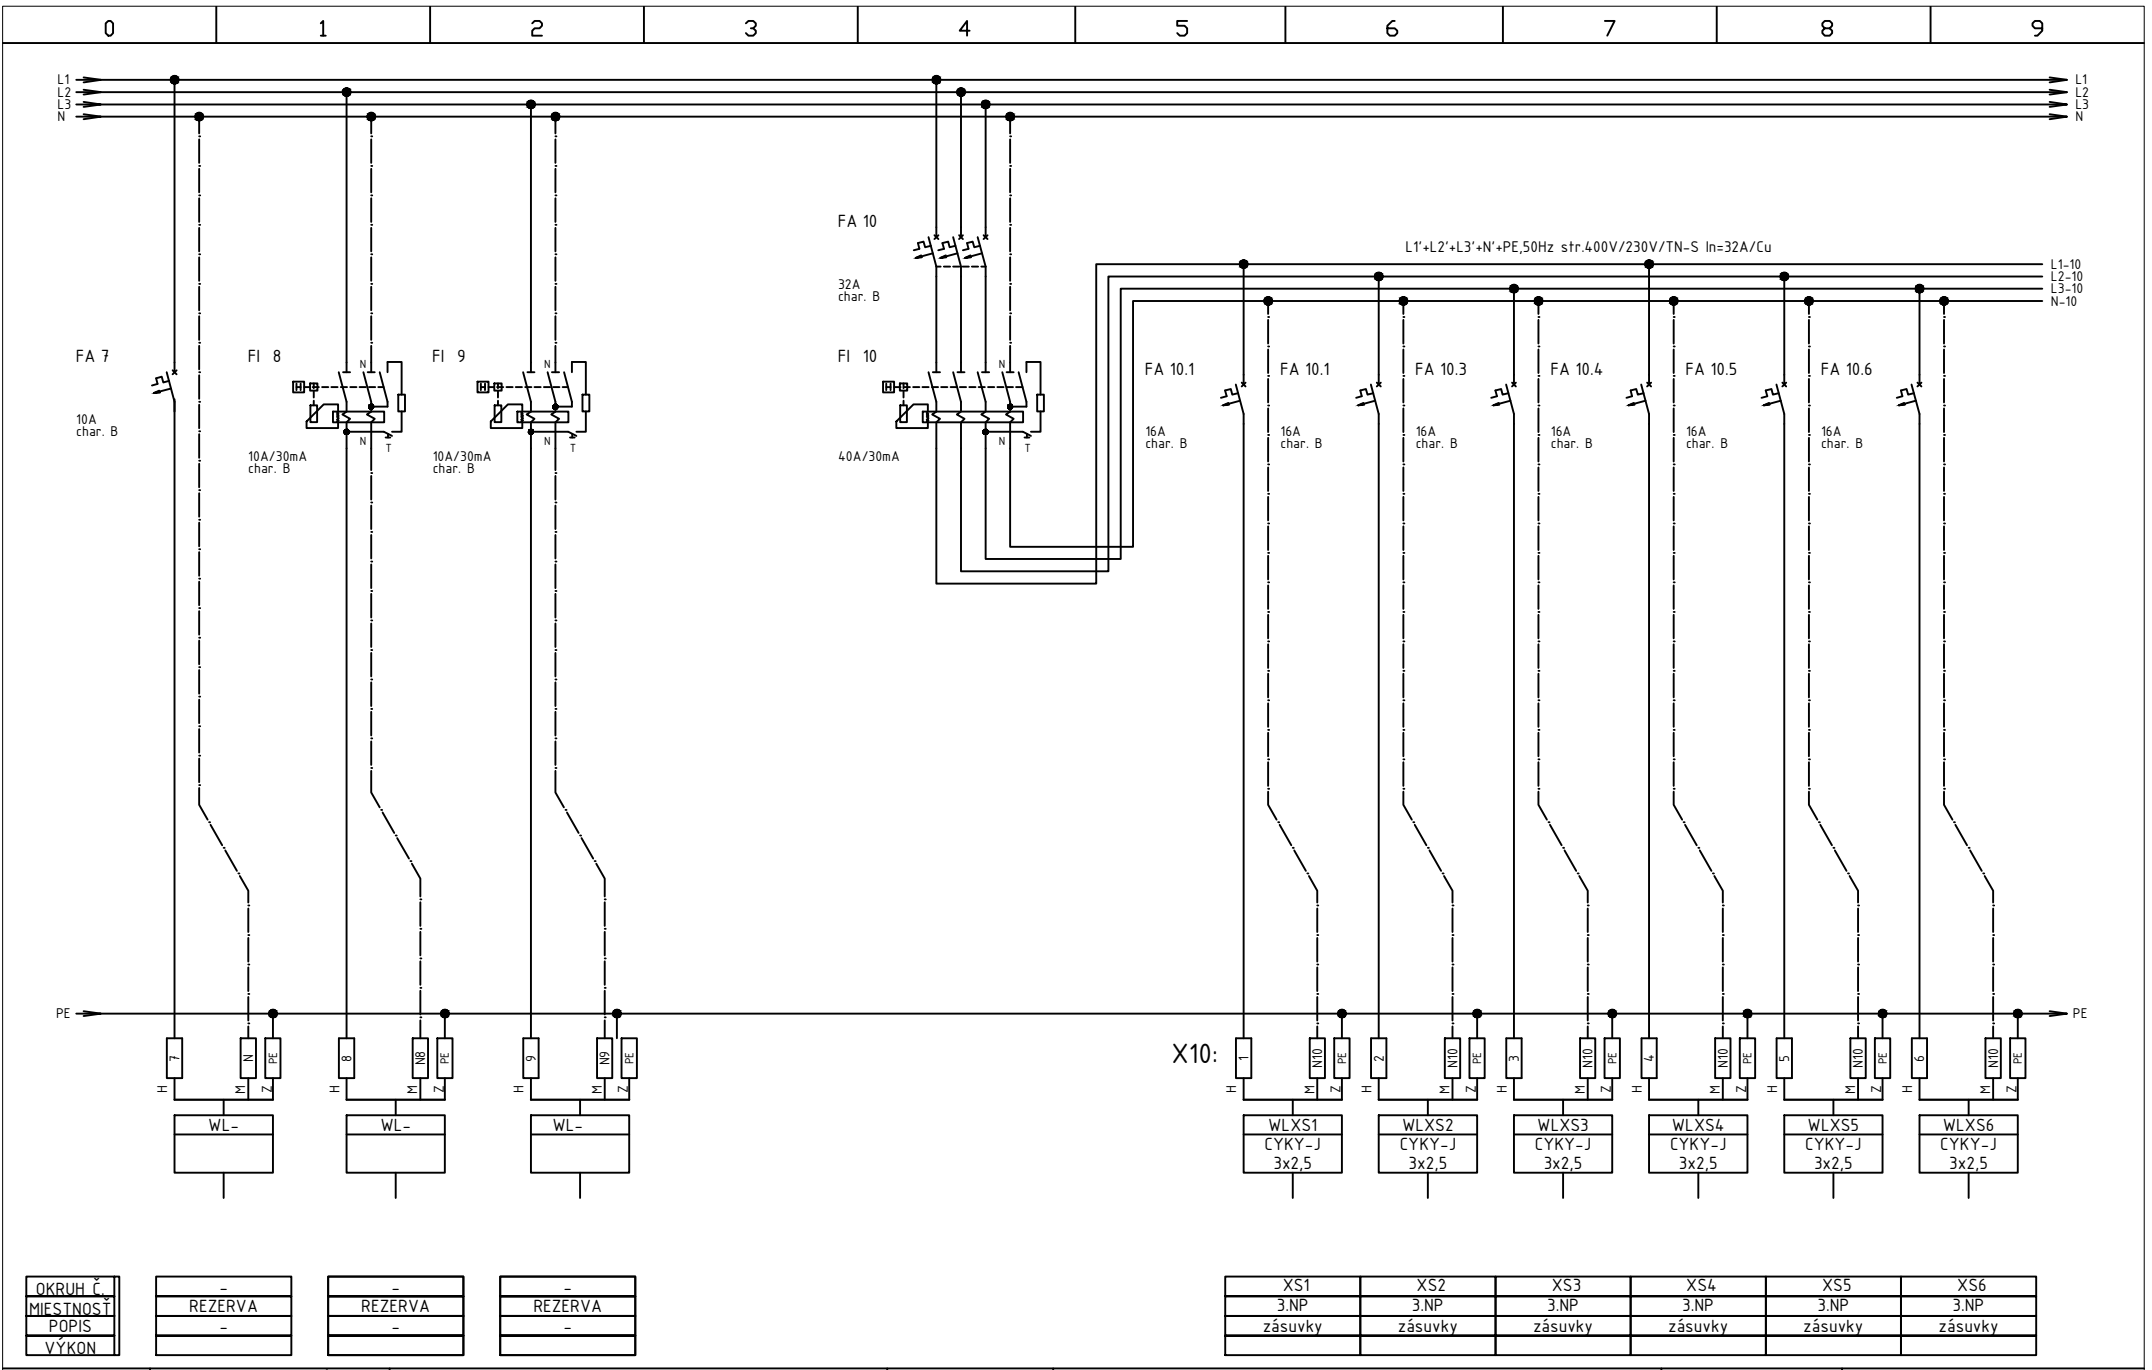 0 1 2 3 4 5 6 7 8 9
L1 L1
L2 L2
L3 L3
N N
FA 10
32A
char. B
L1'+L2'+L3'+N'+PE,50Hz str.400V/230V/TN-S In=32A/Cu
L1-10
L2-10
L3-10
N-10
FA 7
10A
char. B
FI 8
N
N
T
10A/30mA
char. B
FI 9
N
N
T
10A/30mA
char. B
FI 10
N
N
T
40A/30mA
FA 10.1
16A
char. B
FA 10.1
16A
char. B
FA 10.3
16A
char. B
FA 10.4
16A
char. B
FA 10.5
16A
char. B
FA 10.6
16A
char. B
PE PE
7 N PE 8 N8 PE 9 N9 PE
H M Z H M Z H M Z
X10:
1 N10 PE 2 N10 PE 3 N10 PE 4 N10 PE 5 N10 PE 6 N10 PE
H M Z H M Z H M Z H M Z H M Z H M Z
WL- WL- WL-
WLXS1 WLXS2 WLXS3 WLXS4 WLXS5 WLXS6
CYKY-J CYKY-J CYKY-J CYKY-J CYKY-J CYKY-J
3x2,5 3x2,5 3x2,5 3x2,5 3x2,5 3x2,5
OKRUH Č. - - - XS1 XS2 XS3 XS4 XS5 XS6
MIESTNOSŤ REZERVA REZERVA REZERVA 3.NP 3.NP 3.NP 3.NP 3.NP 3.NP
POPIS - - - zásuvky zásuvky zásuvky zásuvky zásuvky zásuvky
VÝKON